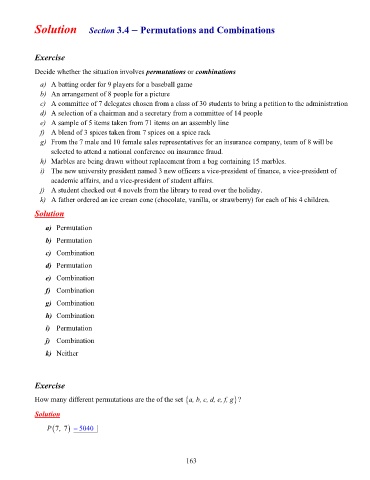 Solution Section 3.4 – Permutations and Combinations
Exercise
Decide whether the situation involves permutations or combinations
a) A batting order for 9 players for a baseball game
b) An arrangement of 8 people for a picture
c) A committee of 7 delegates chosen from a class of 30 students to bring a petition to the administration
d) A selection of a chairman and a secretary from a committee of 14 people
e) A sample of 5 items taken from 71 items on an assembly line
f) A blend of 3 spices taken from 7 spices on a spice rack
g) From the 7 male and 10 female sales representatives for an insurance company, team of 8 will be
selected to attend a national conference on insurance fraud.
h) Marbles are being drawn without replacement from a bag containing 15 marbles.
i) The new university president named 3 new officers a vice-president of finance, a vice-president of
academic affairs, and a vice-president of student affairs.
j) A student checked out 4 novels from the library to read over the holiday.
k) A father ordered an ice cream cone (chocolate, vanilla, or strawberry) for each of his 4 children.
Solution
a) Permutation
b) Permutation
c) Combination
d) Permutation
e) Combination
f) Combination
g) Combination
h) Combination
i) Permutation
j) Combination
k) Neither
Exercise
How many different permutations are the of the set {a, b, c, d, e, f, g}?
Solution
P(7, 7) = 5040
163